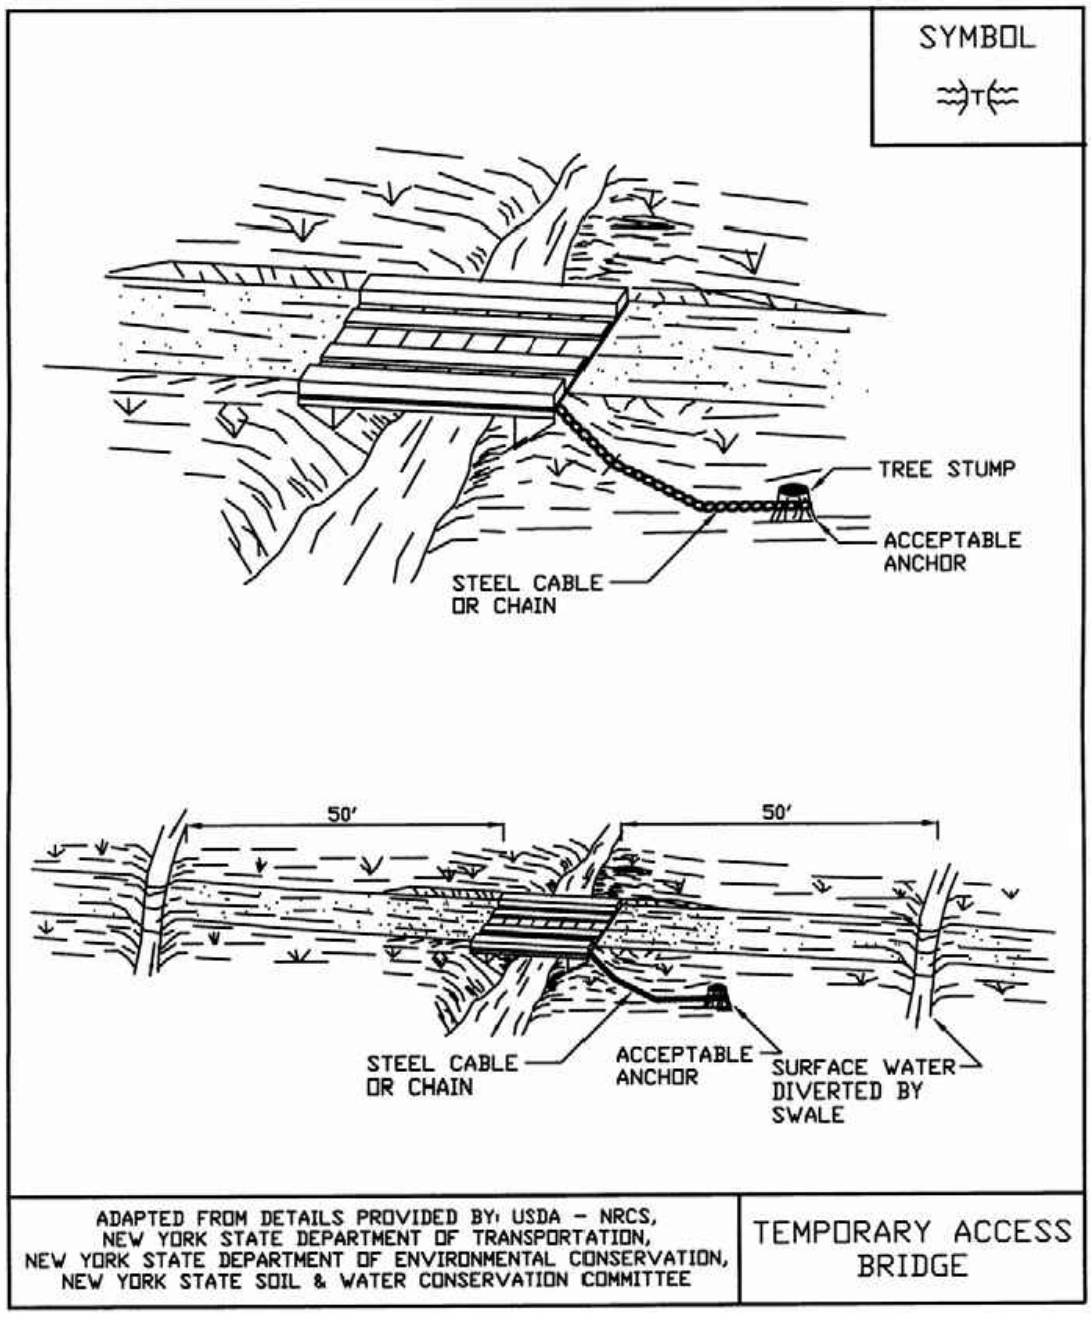 SYMBOL
T
TREE STUMP
ACCEPTABLE
ANCHOR
STEEL CABLE
OR CHAIN
50'
50'
STEEL CABLE
OR CHAIN
ACCEPTABLE
ANCHOR
SURFACE WATER
DIVERTED BY
SWALE
ADAPTED FROM DETAILS PROVIDED BY: USDA - NRCS,
NEW YORK STATE DEPARTMENT OF TRANSPORTATION,
NEW YORK STATE DEPARTMENT OF ENVIRONMENTAL CONSERVATION,
NEW YORK STATE SOIL & WATER CONSERVATION COMMITTEE
TEMPORARY ACCESS
BRIDGE